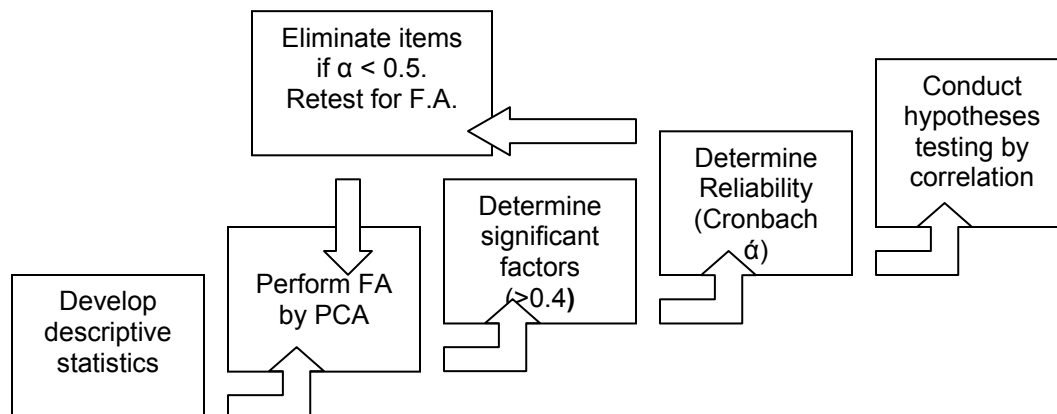 Eliminate items
if α < 0.5.
Retest for F.A.
Conduct
hypotheses
testing by
correlation
Determine
Reliability
(Cronbach
ά)
Determine
significant
factors
(>0.4)
Perform FA
by PCA
Develop
descriptive
statistics